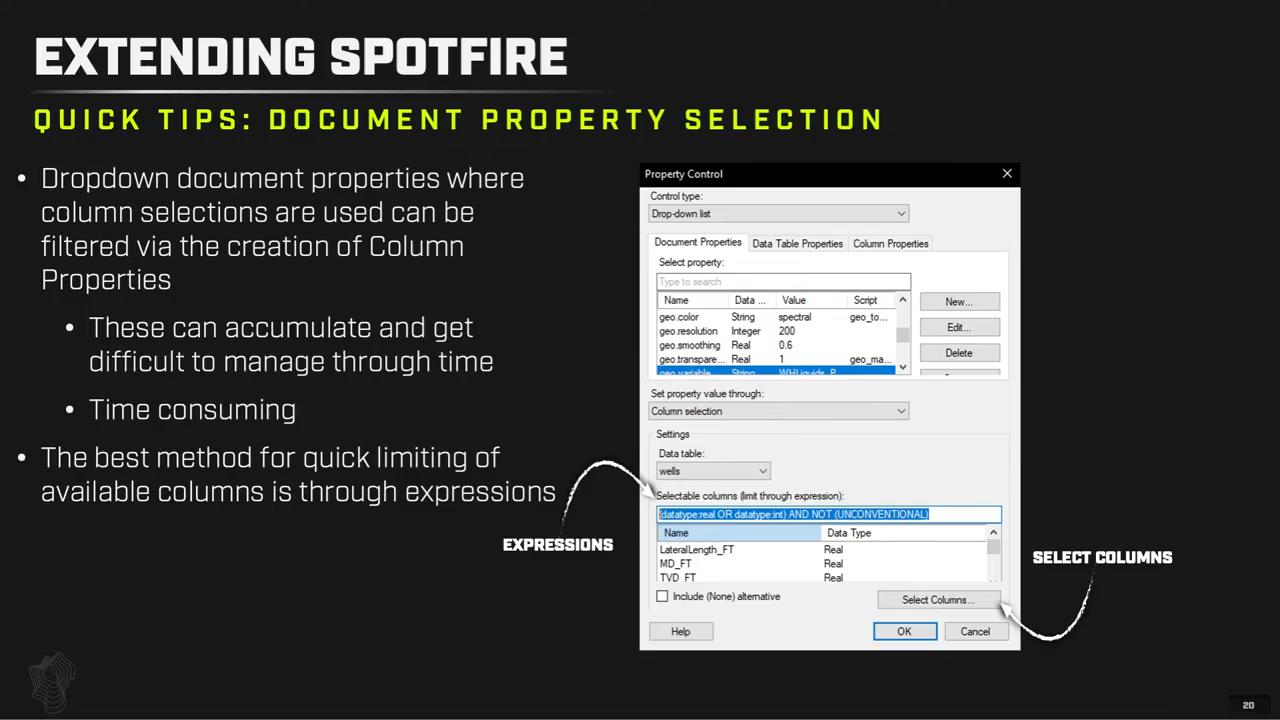 EXTENDING SPOTFIRE
QUICK TIPS: DOCUMENT PROPERTY SELECTION
• Dropdown document properties where
column selections are used can be
filtered via the creation of Column
Properties
• These can accumulate and get
difficult to manage through time
• Time consuming
• The best method for quick limiting of
available columns is through expressions
EXPRESSIONS
Property Control
Control type:
Drop-down list
Document Properties Data Table Properties Column Properties
Select property:
Type to search
Name Data ... Value Script
geo.color String spectral geo_to...
geo.resolution Integer 200
geo.smoothing Real 0.6
geo.transpare... Real 1 geo_ma...
geo.variable String WHLiquids_P
New...
Edit...
Delete
Set property value through:
Column selection
Settings
Data table:
wells
Selectable columns (limit through expression):
(datatype:real OR datatype:int) AND NOT (UNCONVENTIONAL)
Name Data Type
LateralLength_FT Real
MD_FT Real
TVD_FT Real
Include (None) alternative
Select Columns...
Help OK Cancel
SELECT COLUMNS
20